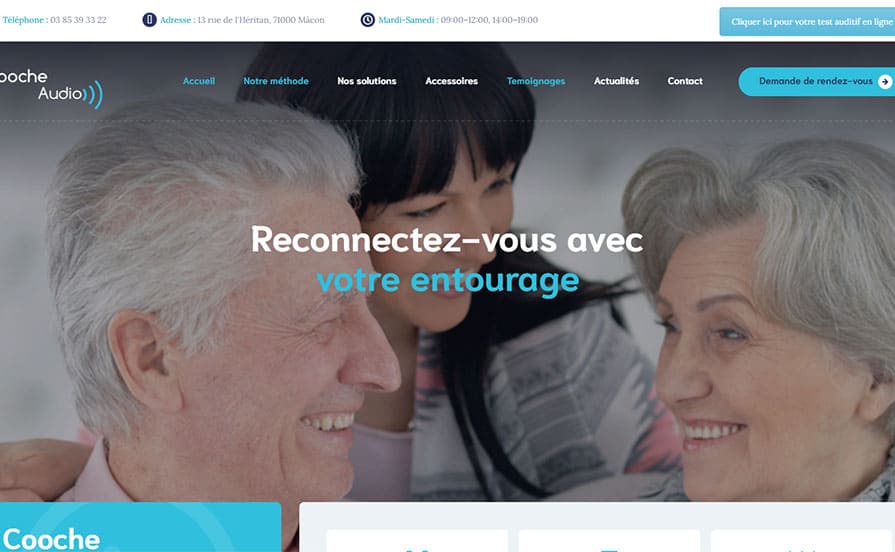 Téléphone : 03 85 39 33 22
Adresse : 13 rue de l'Héritan, 71000 Mâcon
Mardi-Samedi : 09:00–12:00, 14:00–19:00
Cliquer ici pour votre test auditif en ligne
ooche
Audio
Accueil
Notre méthode
Nos solutions
Accessoires
Temoignages
Actualités
Contact
Demande de rendez-vous
Reconnectez-vous avec
votre entourage
Cooche